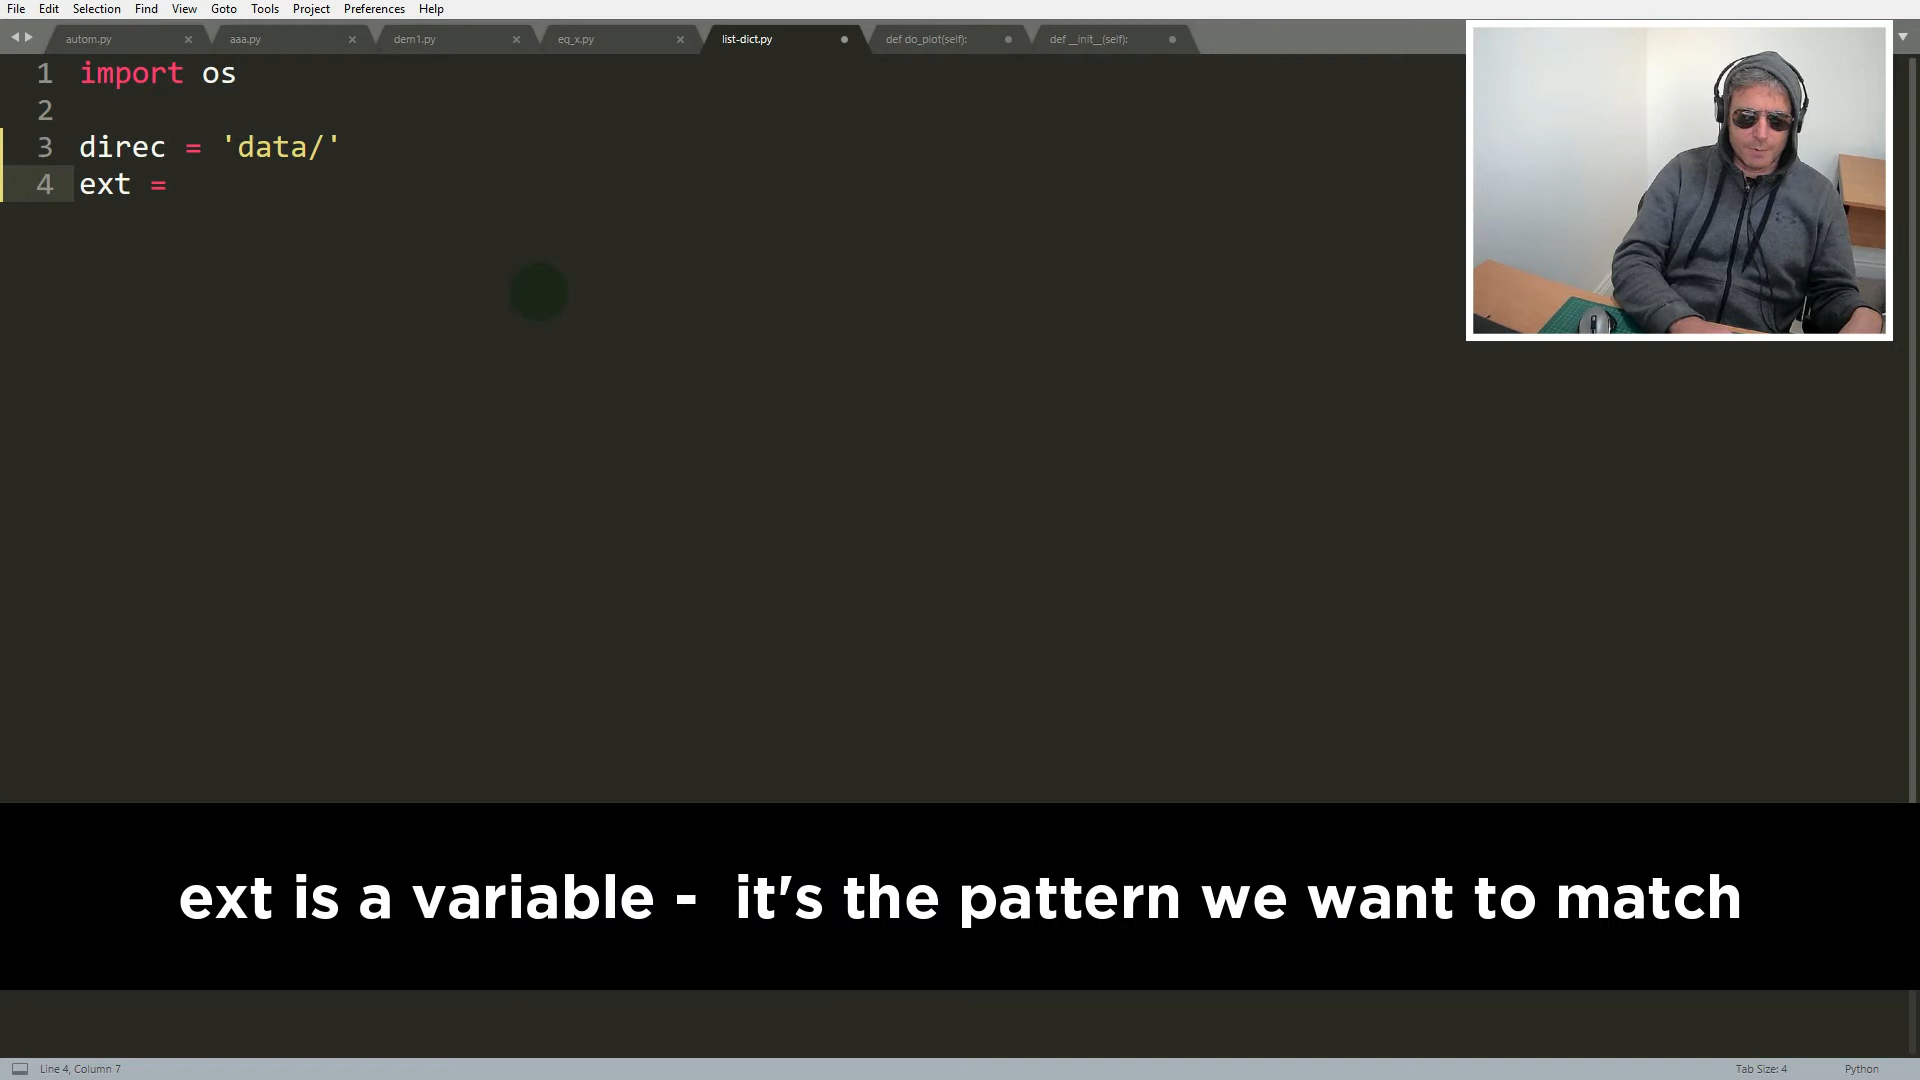 File Edit Selection Find View Goto Tools Project Preferences Help
autom.py aaa.py dem1.py eq_x.py list-dict.py def do_plot(self): def __init__(self):
1 import os
2
3 direc = 'data/'
4 ext =
ext is a variable - it's the pattern we want to match
Line 4, Column 7 Tab Size: 4 Python